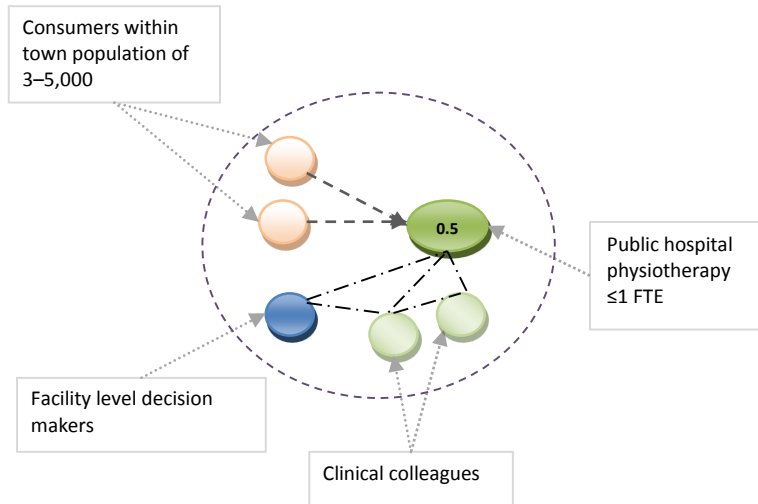 Consumers within
town population of
3–5,000
0.5
Public hospital
physiotherapy
≤1 FTE
Facility level decision
makers
Clinical colleagues